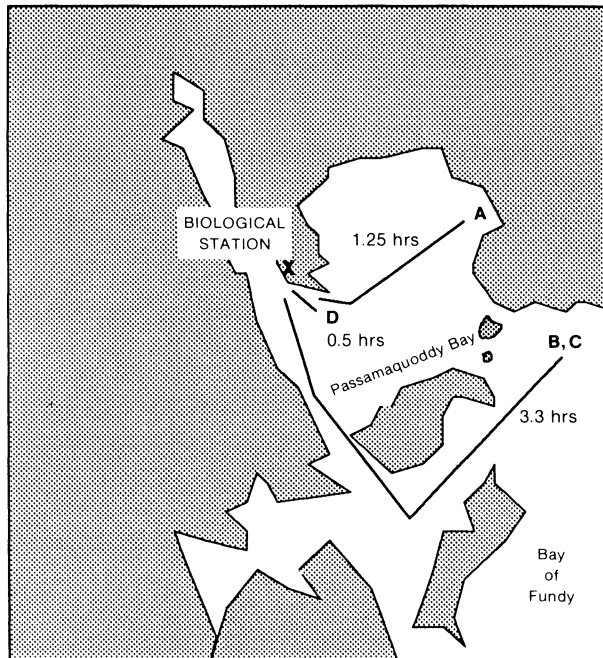 BIOLOGICAL
STATION
X
A
1.25 hrs
D
0.5 hrs
Passamaquoddy Bay
B, C
3.3 hrs
Bay
of
Fundy